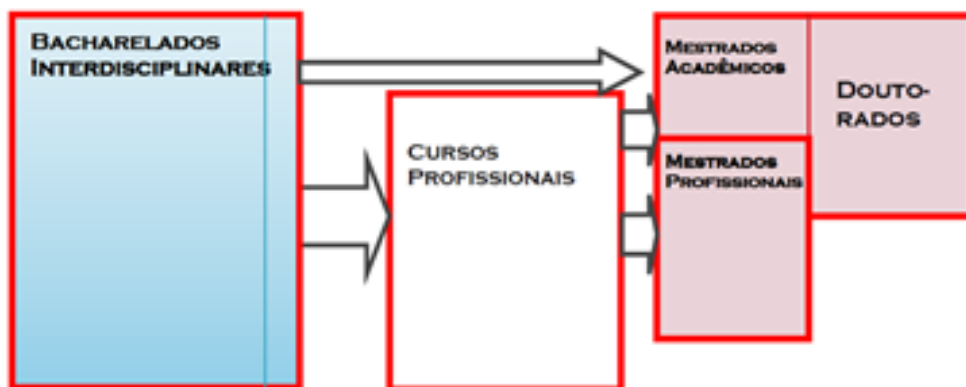 BACHARELADOS
INTERDISCIPLINARES
CURSOS
PROFISSIONAIS
MESTRADOS
ACADÊMICOS
MESTRADOS
PROFISSIONAIS
DOUTO-
RADOS